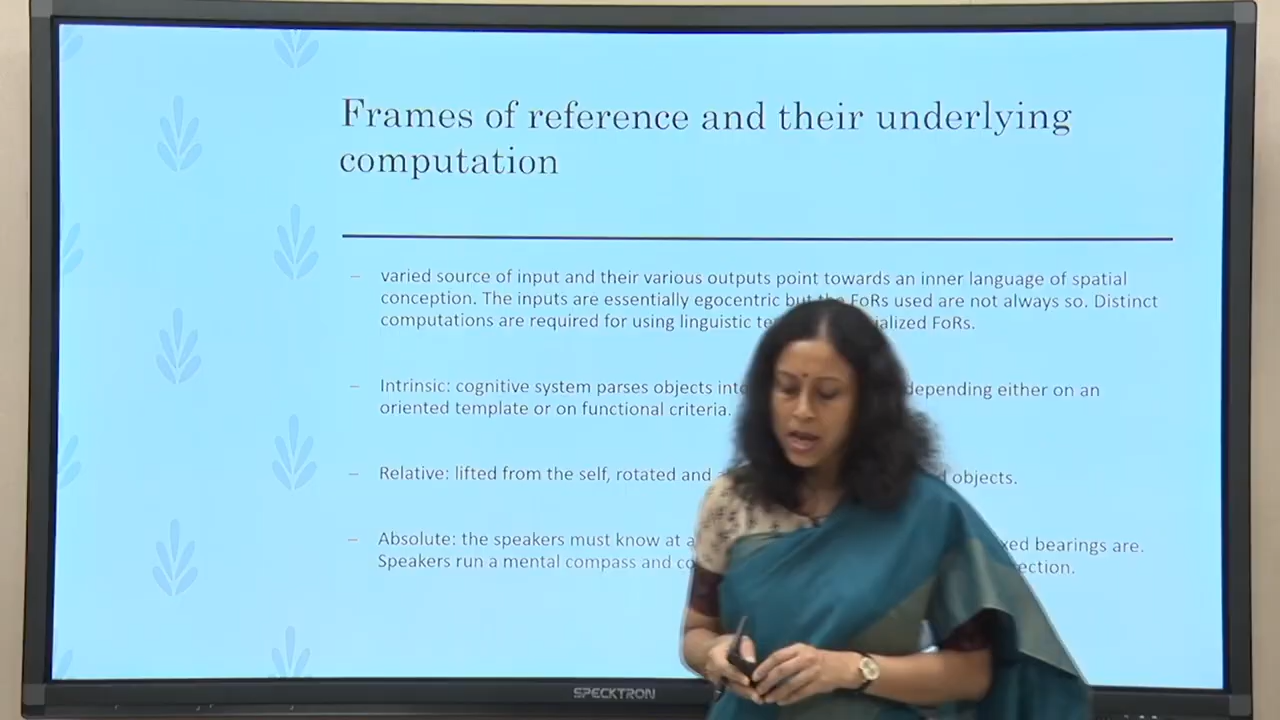 Frames of reference and their underlying
computation
– varied source of input and their various outputs point towards an inner language of spatial
conception. The inputs are essentially egocentric but the FoRs used are not always so. Distinct
computations are required for using linguistic ialized FoRs.
– Intrinsic: cognitive system parses objects depending either on an
oriented template or on functional criteria.
– Relative: lifted from the self, rotated and objects.
– Absolute: the speakers must know at xed bearings are.
Speakers run a mental compass and ection.
SPECKTRON